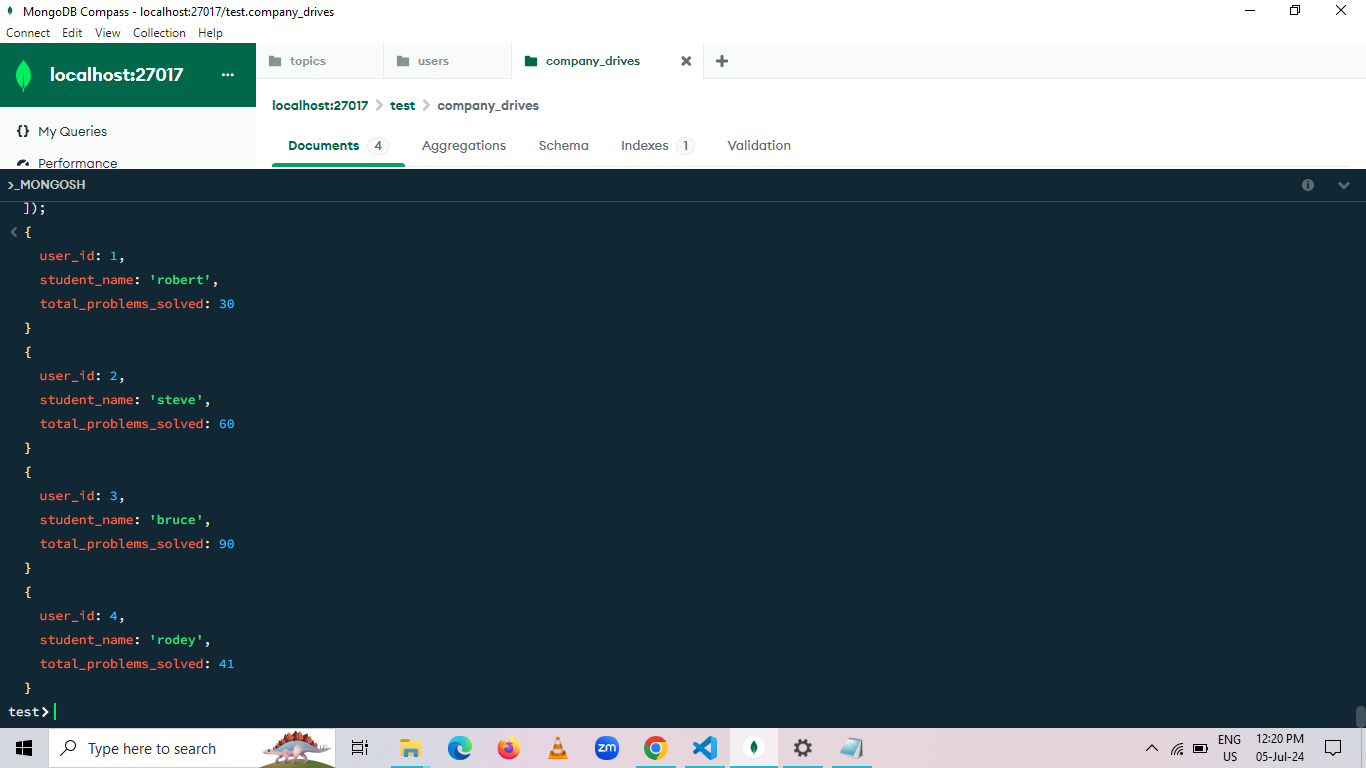 MongoDB Compass - localhost:27017/test.company_drives
Connect Edit View Collection Help
localhost:27017 ...
topics users company_drives
localhost:27017 > test > company_drives
{} My Queries
Performance
Documents 4 Aggregations Schema Indexes 1 Validation
>_MONGOSH
]);
< {
user_id: 1,
student_name: 'robert',
total_problems_solved: 30
}
{
user_id: 2,
student_name: 'steve',
total_problems_solved: 60
}
{
user_id: 3,
student_name: 'bruce',
total_problems_solved: 90
}
{
user_id: 4,
student_name: 'rodey',
total_problems_solved: 41
}
test>
Type here to search
zm
ENG
US
12:20 PM
05-Jul-24